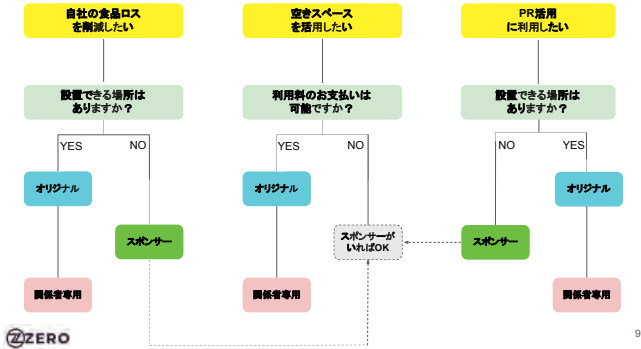 自社の食品ロス
を削減したい
空きスペース
を活用したい
PR活用
に利用したい
設置できる場所は
ありますか？
利用料のお支払いは
可能ですか？
設置できる場所は
ありますか？
YES
NO
YES
NO
NO
YES
オリジナル
オリジナル
オリジナル
スポンサー
スポンサーが
いればOK
スポンサー
関係者専用
関係者専用
関係者専用
ZERO
9